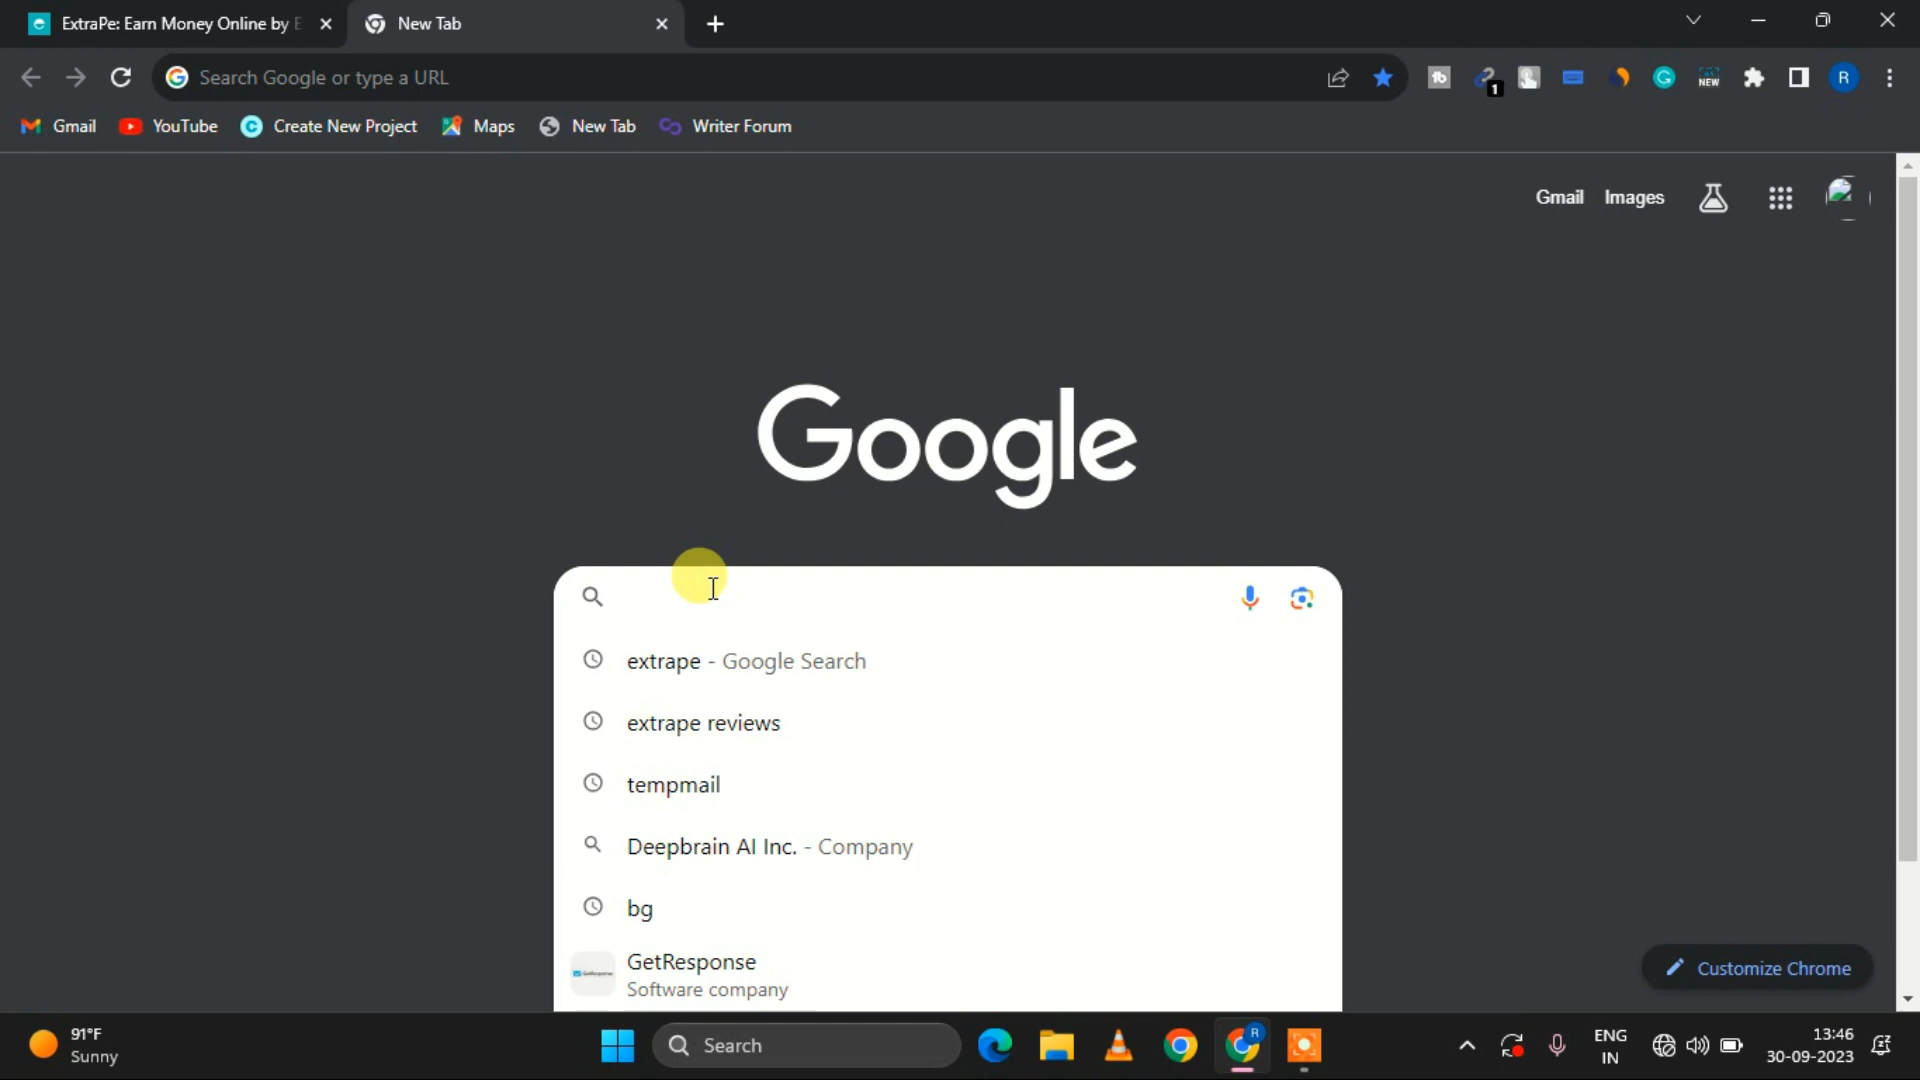 ExtraPe: Earn Money Online by E
New Tab
Search Google or type a URL
1
NEW
R
Gmail
YouTube
Create New Project
Maps
New Tab
Writer Forum
Gmail
Images
Google
extrape - Google Search
extrape reviews
tempmail
Deepbrain AI Inc. - Company
bg
GetResponse
Software company
Customize Chrome
91°F
Sunny
Search
R
ENG
IN
13:46
30-09-2023